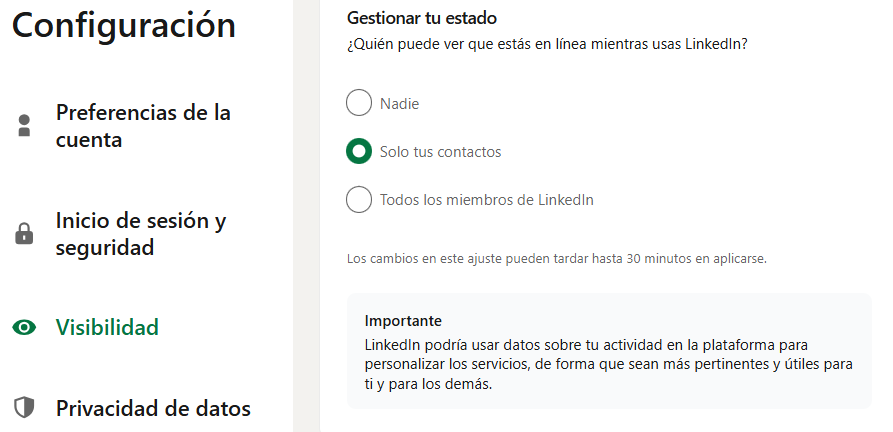 Configuración
Preferencias de la
cuenta
Inicio de sesión y
seguridad
Visibilidad
Privacidad de datos
Gestionar tu estado
¿Quién puede ver que estás en línea mientras usas LinkedIn?
Nadie
Solo tus contactos
Todos los miembros de LinkedIn
Los cambios en este ajuste pueden tardar hasta 30 minutos en aplicarse.
Importante
LinkedIn podría usar datos sobre tu actividad en la plataforma para
personalizar los servicios, de forma que sean más pertinentes y útiles para
ti y para los demás.